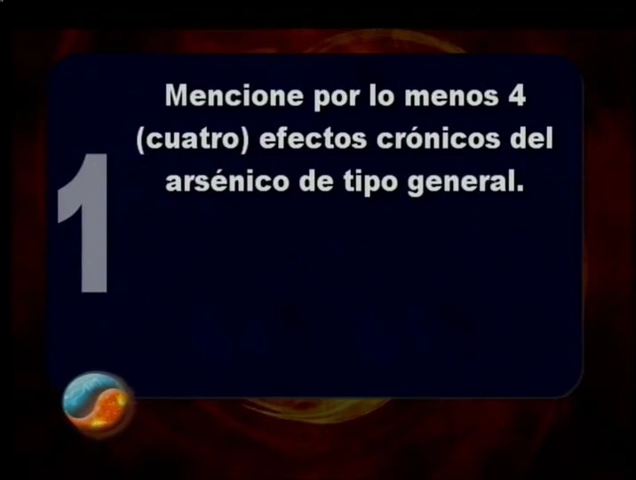 Mencione por lo menos 4
(cuatro) efectos crónicos del
arsénico de tipo general.
1